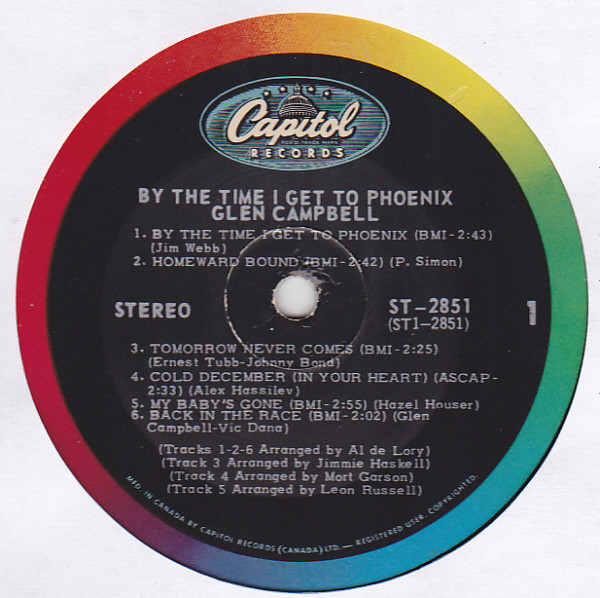 Capitol
REG'D. TRADE MARK
RECORDS
BY THE TIME I GET TO PHOENIX
GLEN CAMPBELL
1. BY THE TIME I GET TO PHOENIX (BMI-2:43)
(Jim Webb)
2. HOMEWARD BOUND (BMI-2:42) (P. Simon)
STEREO
ST-2851
(ST1-2851)
1
3. TOMORROW NEVER COMES (BMI-2:25)
(Ernest Tubb-Johnny Bond)
4. COLD DECEMBER (IN YOUR HEART) (ASCAP-
2:33) (Alex Hassilev)
5. MY BABY'S GONE (BMI-2:55) (Hazel Houser)
6. BACK IN THE RACE (BMI-2:02) (Glen
Campbell-Vic Dana)
(Tracks 1-2-6 Arranged by Al de Lory)
(Track 3 Arranged by Jimmie Haskell)
(Track 4 Arranged by Mort Garson)
(Track 5 Arranged by Leon Russell)
MFD. IN CANADA BY CAPITOL RECORDS (CANADA) LTD. — REGISTERED USER. COPYRIGHTED.